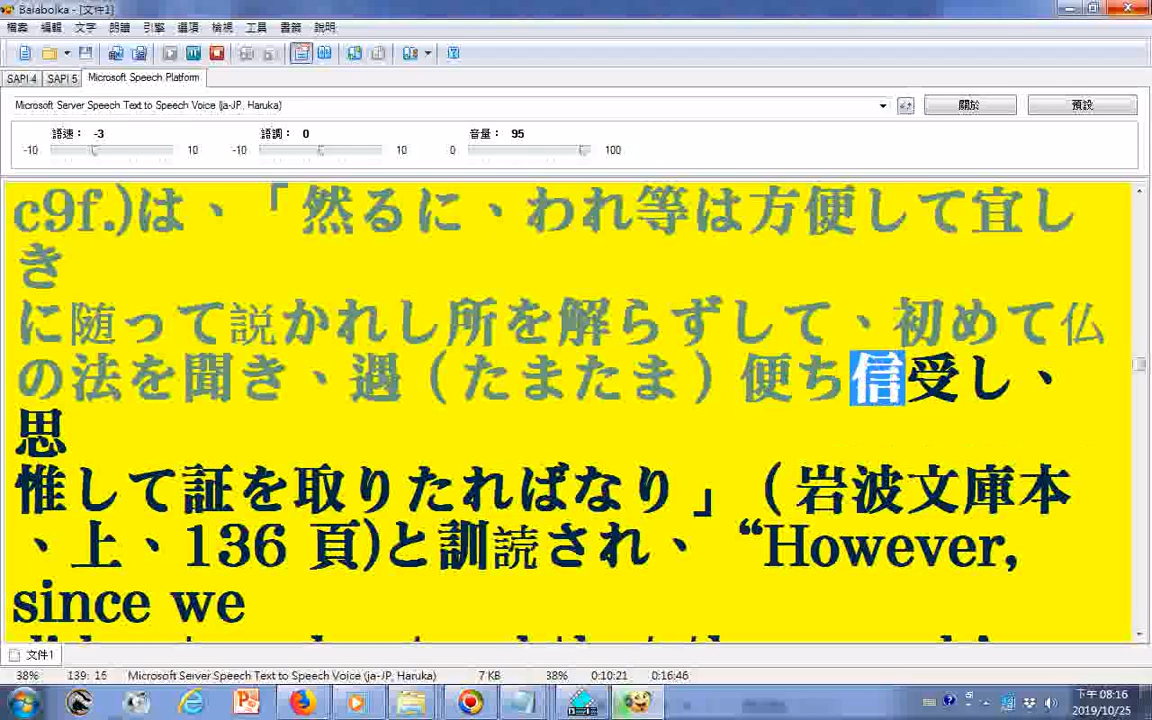 Balabolka - [文件1]
檔案 編輯 文字 朗讀 引擎 選項 檢視 工具 書籤 說明
SAPI 4 SAPI 5 Microsoft Speech Platform
Microsoft Server Speech Text to Speech Voice (ja-JP, Haruka) 關於 預設
語速： -3 語調： 0 音量： 95
-10 10 -10 10 0 100
c9f.)は、「然るに、われ等は方便して宜し
き
に随って説かれし所を解らずして、初めて仏
の法を聞き、遇（たまたま）便ち信受し、
思
惟して証を取りたればなり」（岩波文庫本
、上、136 頁)と訓読され、“However,
since we
文件1
38% 139: 15 Microsoft Server Speech Text to Speech Voice (ja-JP, Haruka) 7 KB 38% 0:10:21 0:16:46
下午 08:16
2019/10/25